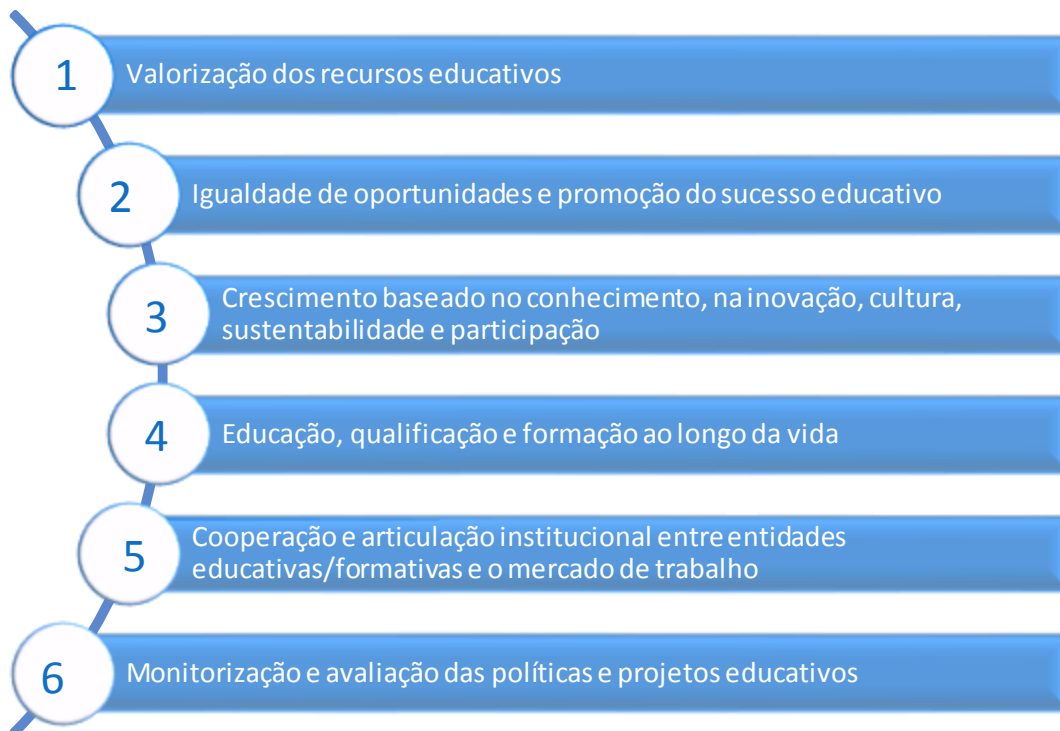 1
Valorização dos recursos educativos
2
Igualdade de oportunidades e promoção do sucesso educativo
3
Crescimento baseado no conhecimento, na inovação, cultura,
sustentabilidade e participação
4
Educação, qualificação e formação ao longo da vida
5
Cooperação e articulação institucional entre entidades
educativas/formativas e o mercado de trabalho
6
Monitorização e avaliação das políticas e projetos educativos